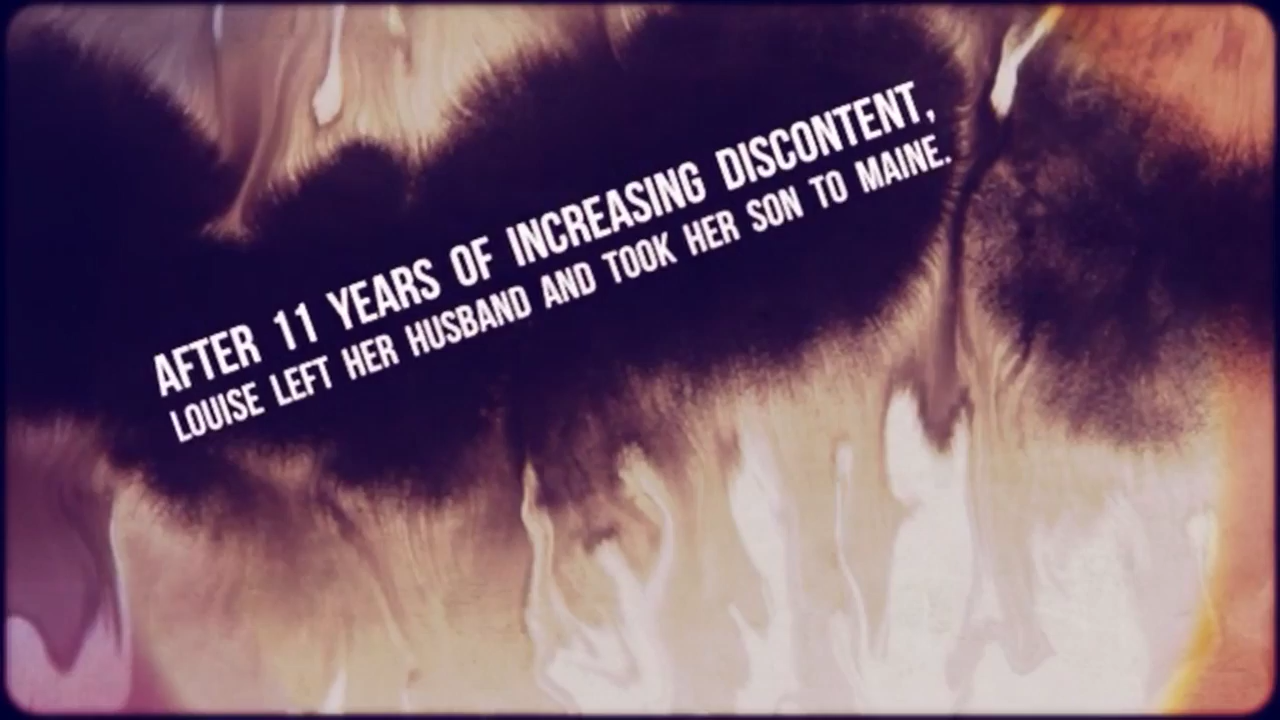 AFTER 11 YEARS OF INCREASING DISCONTENT,
LOUISE LEFT HER HUSBAND AND TOOK HER SON TO MAINE.